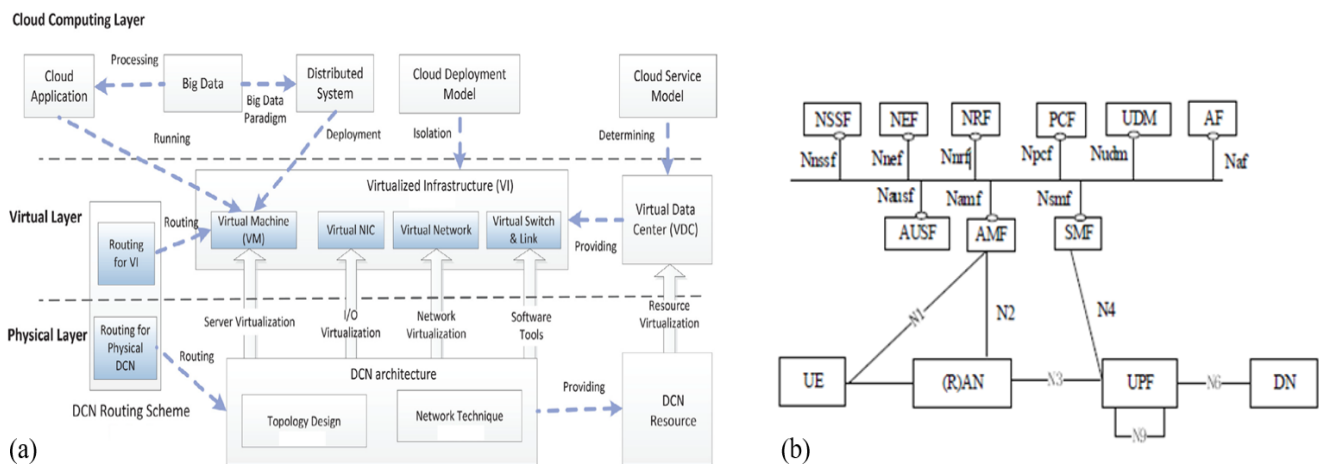 Cloud Computing Layer
Cloud
Application
Processing
Big Data
Big Data
Paradigm
Distributed
System
Cloud Deployment
Model
Cloud Service
Model
Running
Deployment
Isolation
Determining
Virtual Layer
Virtualized Infrastructure (VI)
Routing
for VI
Routing
Virtual Machine
(VM)
Virtual NIC
Virtual Network
Virtual Switch
& Link
Providing
Virtual Data
Center (VDC)
Physical Layer
Server Virtualization
I/O
Virtualization
Network
Virtualization
Software
Tools
Resource
Virtualization
Routing for
Physical
DCN
Routing
DCN Routing Scheme
DCN architecture
Topology Design
Network Technique
Providing
DCN
Resource
(a)
NSSF
NEF
NRF
PCF
UDM
AF
Nnssf
Nnef
Nnrf
Npcf
Nudm
Naf
Nausf
Namf
Nsmf
AUSF
AMF
SMF
N1
N2
N4
UE
(R)AN
N3
UPF
N6
DN
N9
(b)